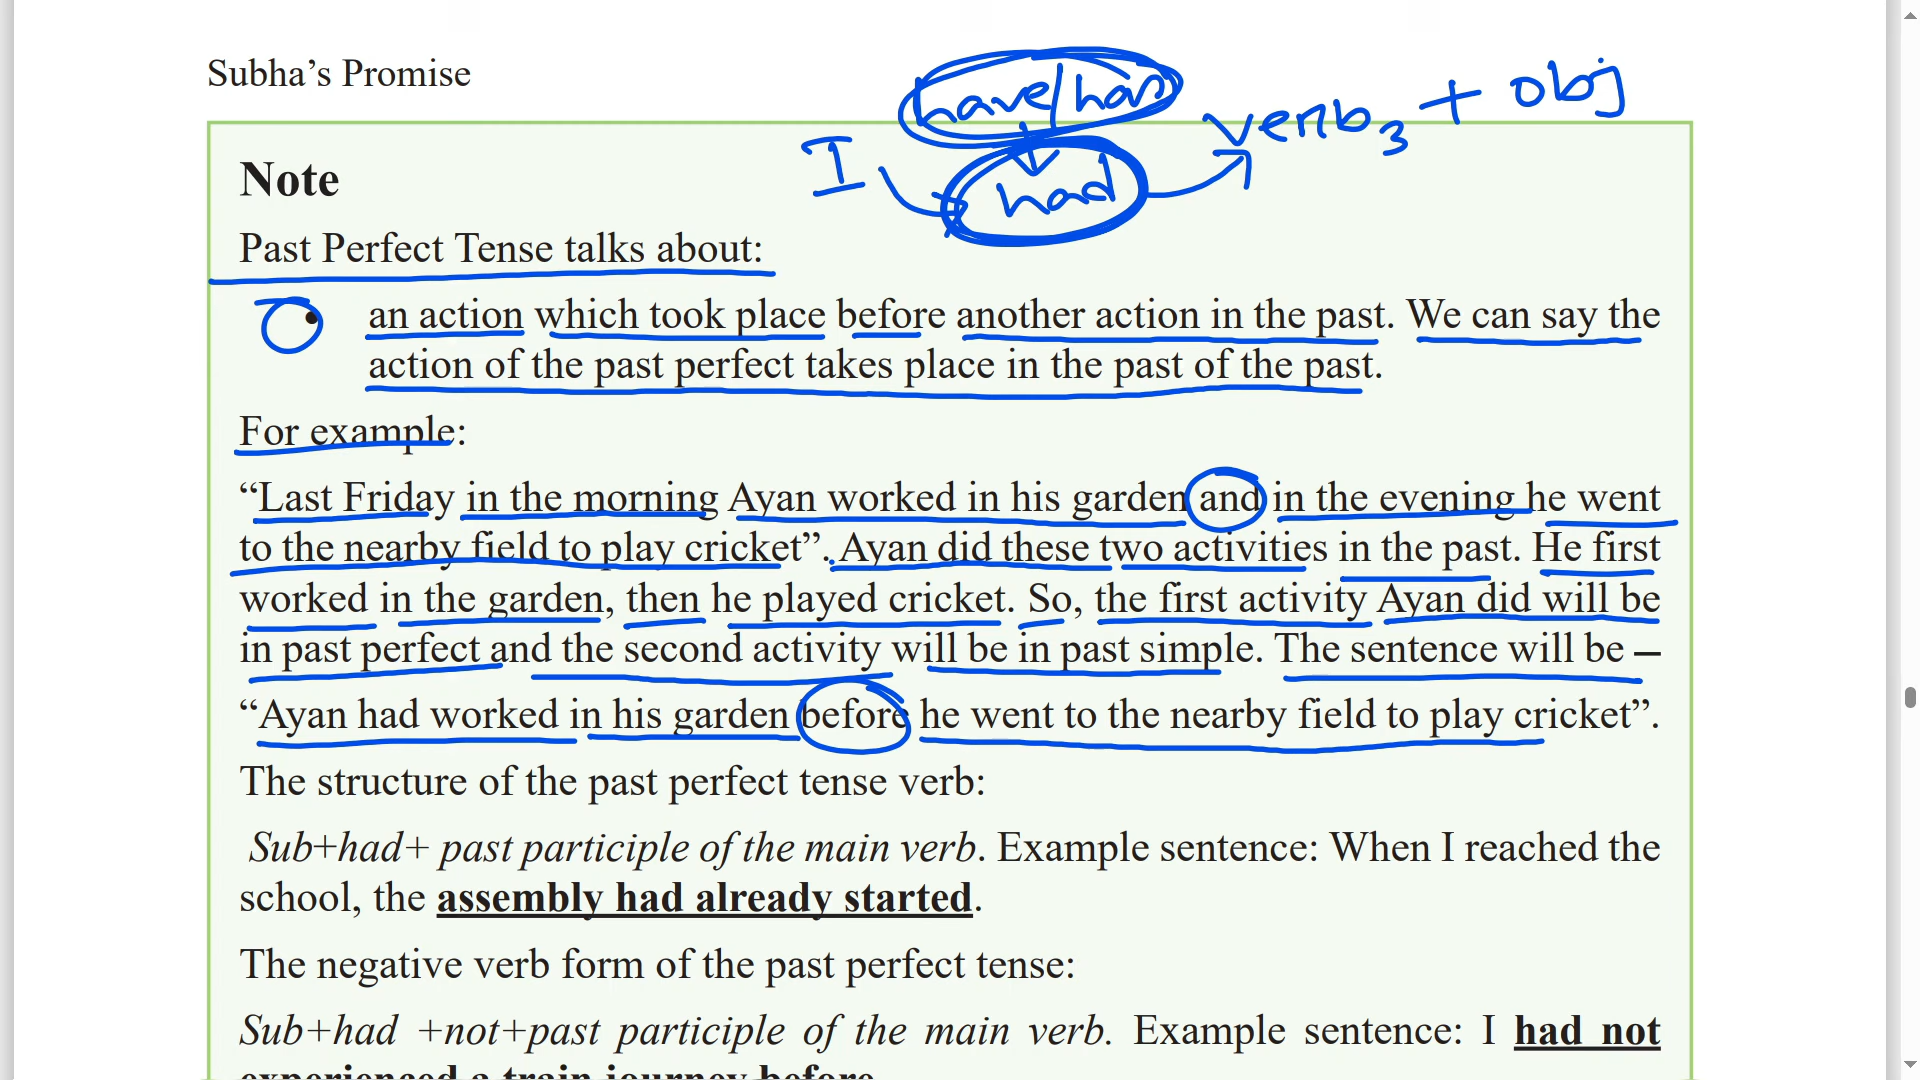 Subha’s Promise
have/has
I had verb3 + obj
Note
Past Perfect Tense talks about:
an action which took place before another action in the past. We can say the
action of the past perfect takes place in the past of the past.
For example:
“Last Friday in the morning Ayan worked in his garden and in the evening he went
to the nearby field to play cricket”. Ayan did these two activities in the past. He first
worked in the garden, then he played cricket. So, the first activity Ayan did will be
in past perfect and the second activity will be in past simple. The sentence will be –
“Ayan had worked in his garden before he went to the nearby field to play cricket”.
The structure of the past perfect tense verb:
Sub+had+ past participle of the main verb. Example sentence: When I reached the
school, the assembly had already started.
The negative verb form of the past perfect tense:
Sub+had +not+past participle of the main verb. Example sentence: I had not
experienced a train journey before